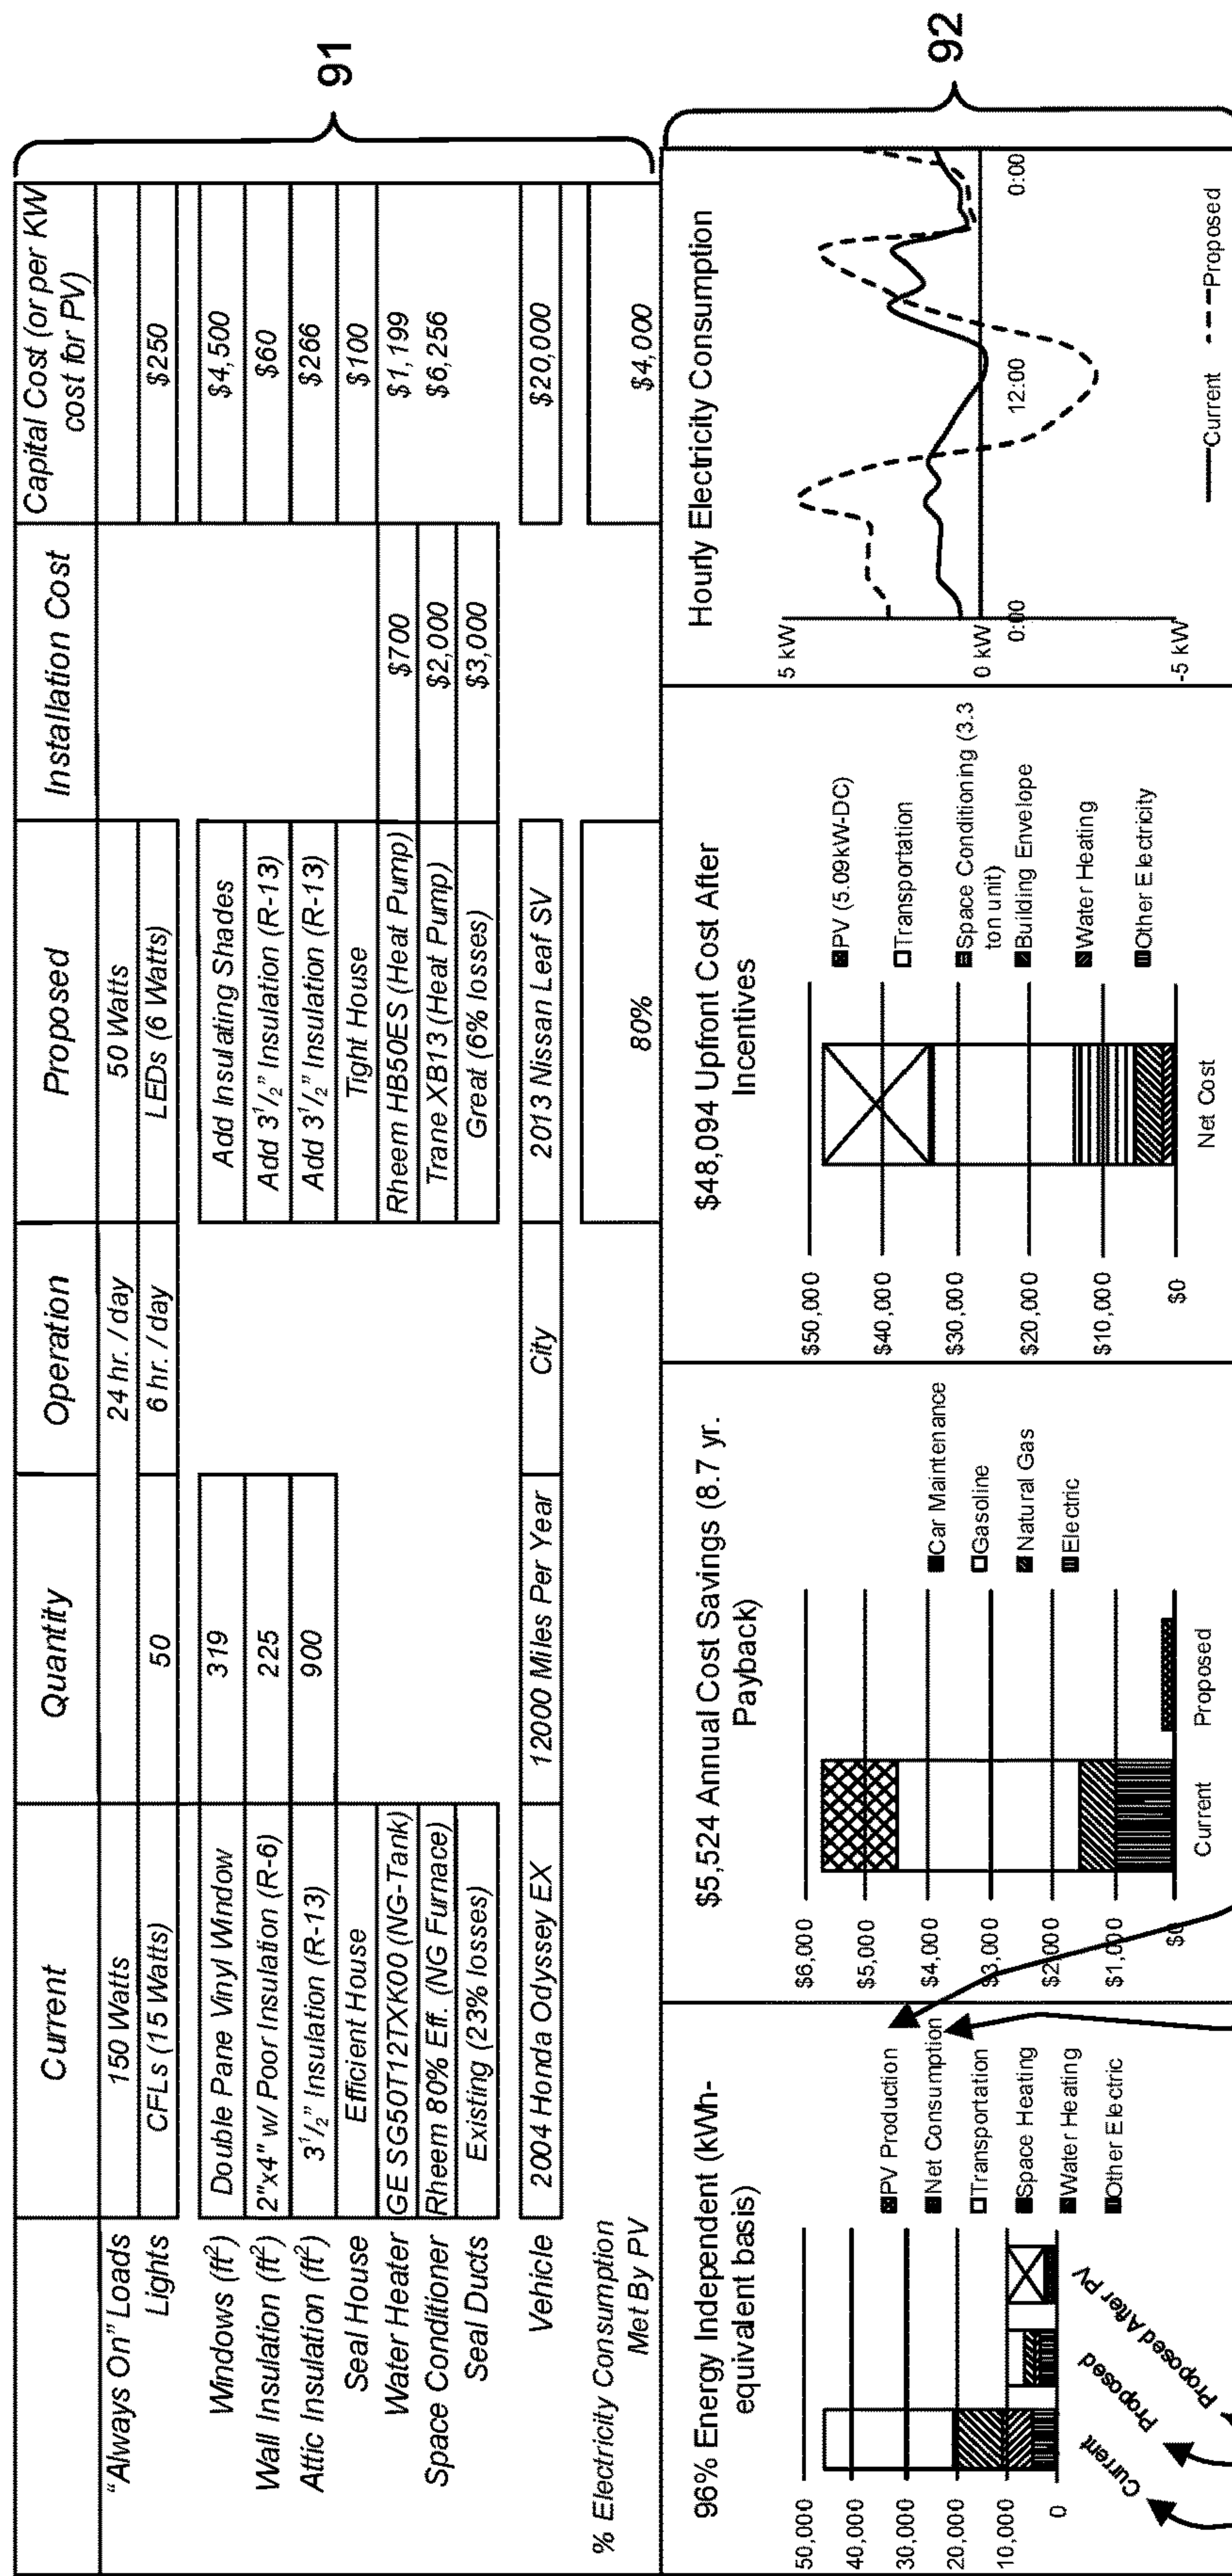 Current Quantity Operation Proposed Installation Cost Capital Cost (or per KW
cost for PV)
"Always On" Loads 150 Watts 24 hr. / day 50 Watts
Lights CFLs (15 Watts) 50 6 hr. / day LEDs (6 Watts) $250
Windows (ft²) Double Pane Vinyl Window 319 Add Insulating Shades $4,500
Wall Insulation (ft²) 2"x4" w/ Poor Insulation (R-6) 225 Add 3¹/₂" Insulation (R-13) $60
Attic Insulation (ft²) 3¹/₂" Insulation (R-13) 900 Add 3¹/₂" Insulation (R-13) $266
Seal House Efficient House Tight House $100
Water Heater GE SG50T12TXK00 (NG-Tank) Rheem HB50ES (Heat Pump) $700 $1,199
Space Conditioner Rheem 80% Eff. (NG Furnace) Trane XB13 (Heat Pump) $2,000 $6,256
Seal Ducts Existing (23% losses) Great (6% losses) $3,000
Vehicle 2004 Honda Odyssey EX 12000 Miles Per Year City 2013 Nissan Leaf SV $20,000
% Electricity Consumption
Met By PV 80% $4,000
91
96% Energy Independent (kWh-
equivalent basis)
50,000
40,000
30,000
20,000
10,000
0
Current
Proposed
Proposed After PV
PV Production
Net Consumption
Transportation
Space Heating
Water Heating
Other Electric
$5,524 Annual Cost Savings (8.7 yr.
Payback)
$6,000
$5,000
$4,000
$3,000
$2,000
$1,000
$0
Current Proposed
Car Maintenance
Gasoline
Natural Gas
Electric
$48,094 Upfront Cost After
Incentives
$50,000
$40,000
$30,000
$20,000
$10,000
$0
Net Cost
PV (5.09kW-DC)
Transportation
Space Conditioning (3.3
ton unit)
Building Envelope
Water Heating
Other Electricity
Hourly Electricity Consumption
5 kW
0 kW
0:00 12:00 0:00
-5 kW
Current Proposed
92